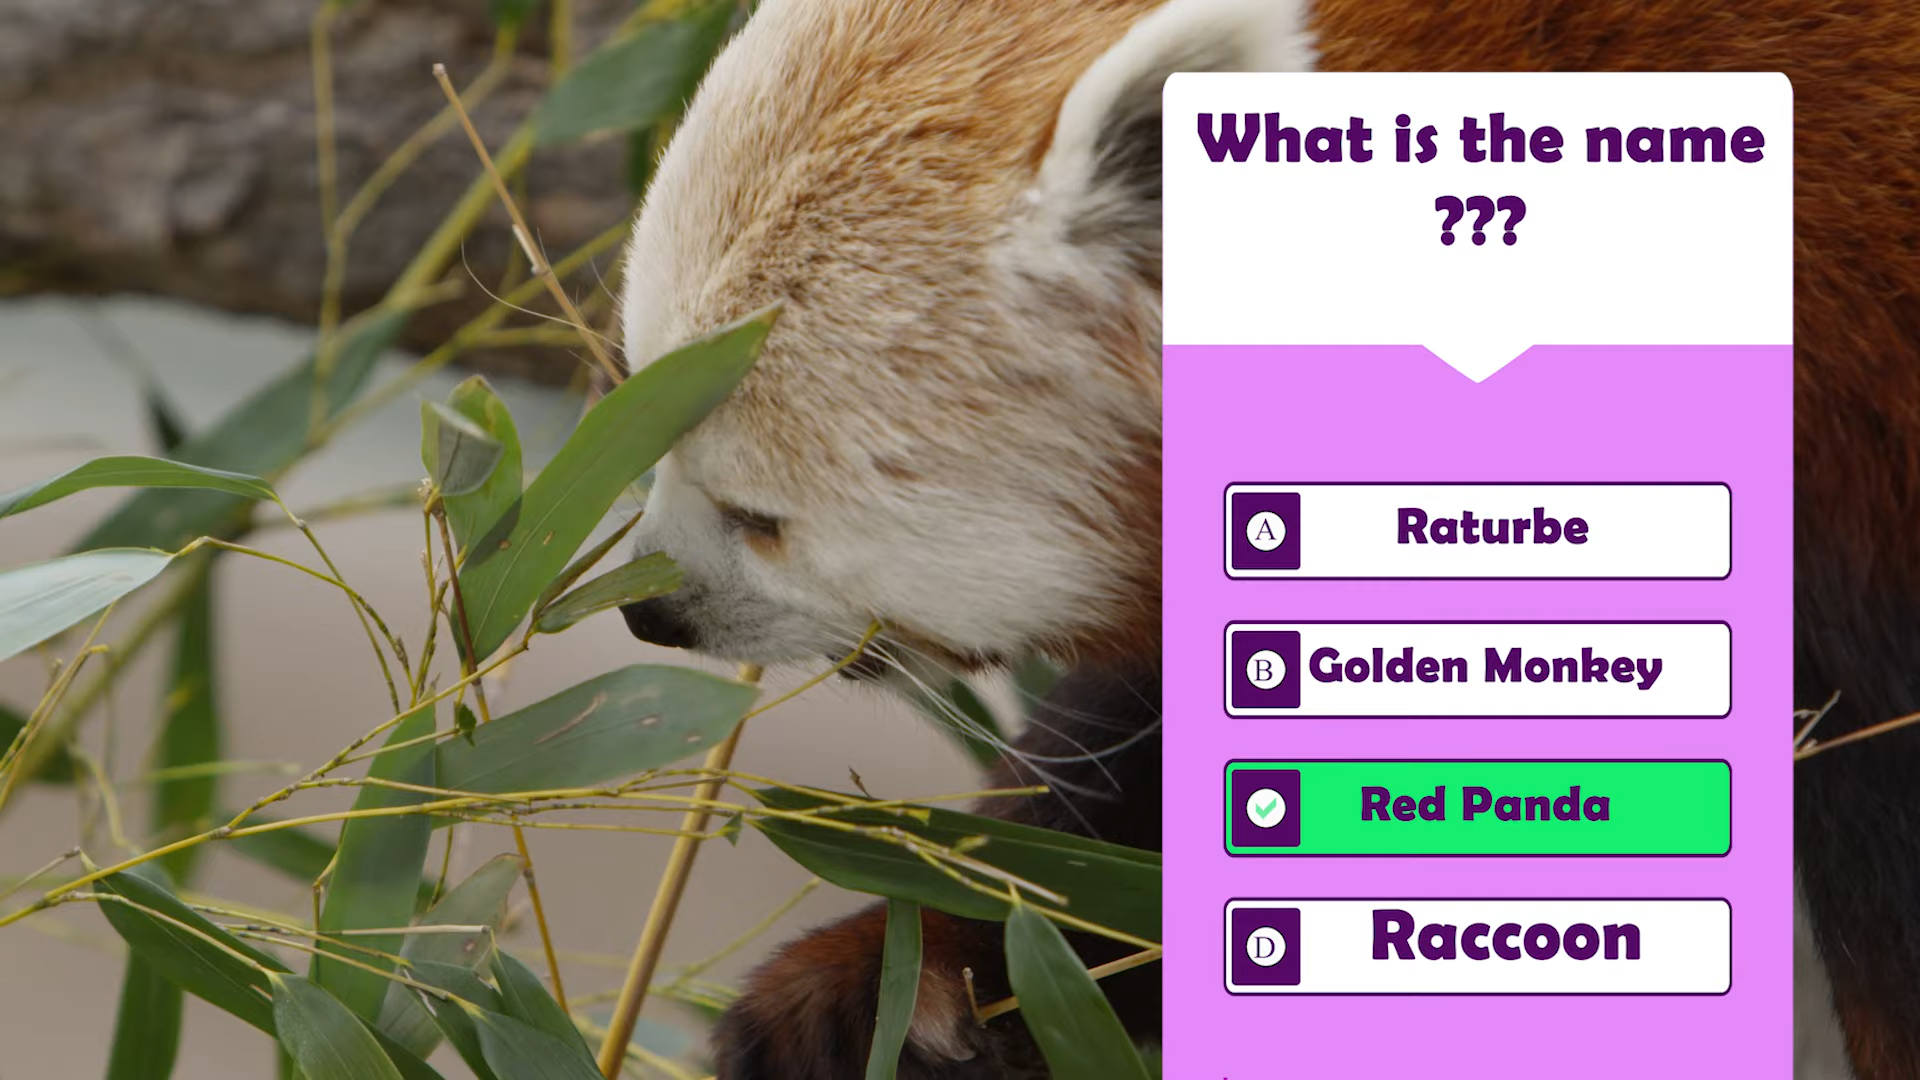 What is the name
???
A Raturbe
B Golden Monkey
Red Panda
D Raccoon